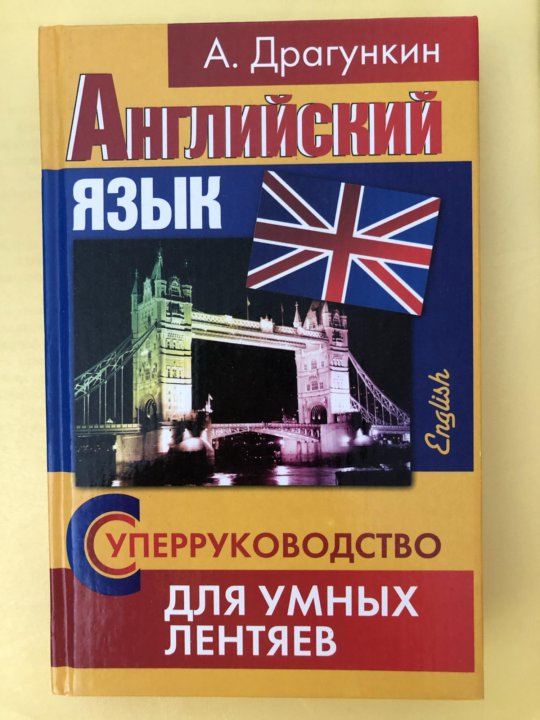 А. Драгункин
Английский
язык
English
Суперруководство
для умных
лентяев